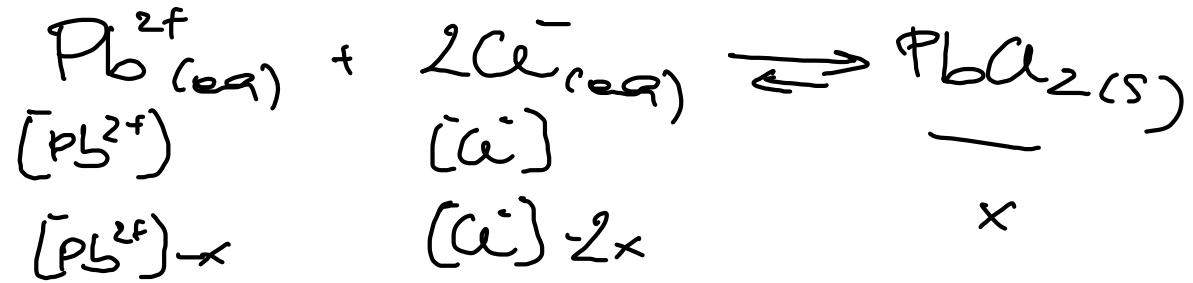 Pb²⁺(aq) + 2Cl⁻(aq) ⇌ PbCl₂(s)
[Pb²⁺] [Cl⁻] —
[Pb²⁺]-x [Cl⁻]-2x x